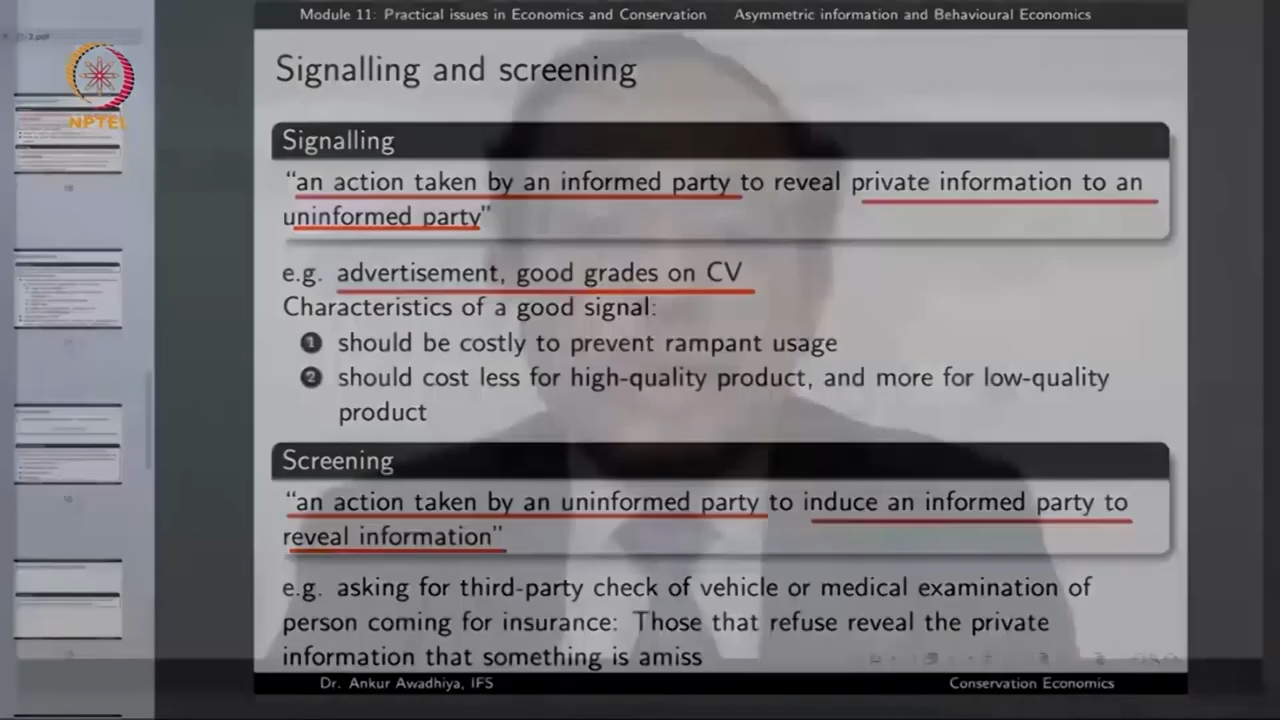 Module 11: Practical issues in Economics and Conservation Asymmetric information and Behavioural Economics
NPTEL
Signalling and screening
Signalling
“an action taken by an informed party to reveal private information to an
uninformed party”
e.g. advertisement, good grades on CV
Characteristics of a good signal:
1 should be costly to prevent rampant usage
2 should cost less for high-quality product, and more for low-quality
product
Screening
“an action taken by an uninformed party to induce an informed party to
reveal information”
e.g. asking for third-party check of vehicle or medical examination of
person coming for insurance: Those that refuse reveal the private
information that something is amiss
Dr. Ankur Awadhiya, IFS Conservation Economics